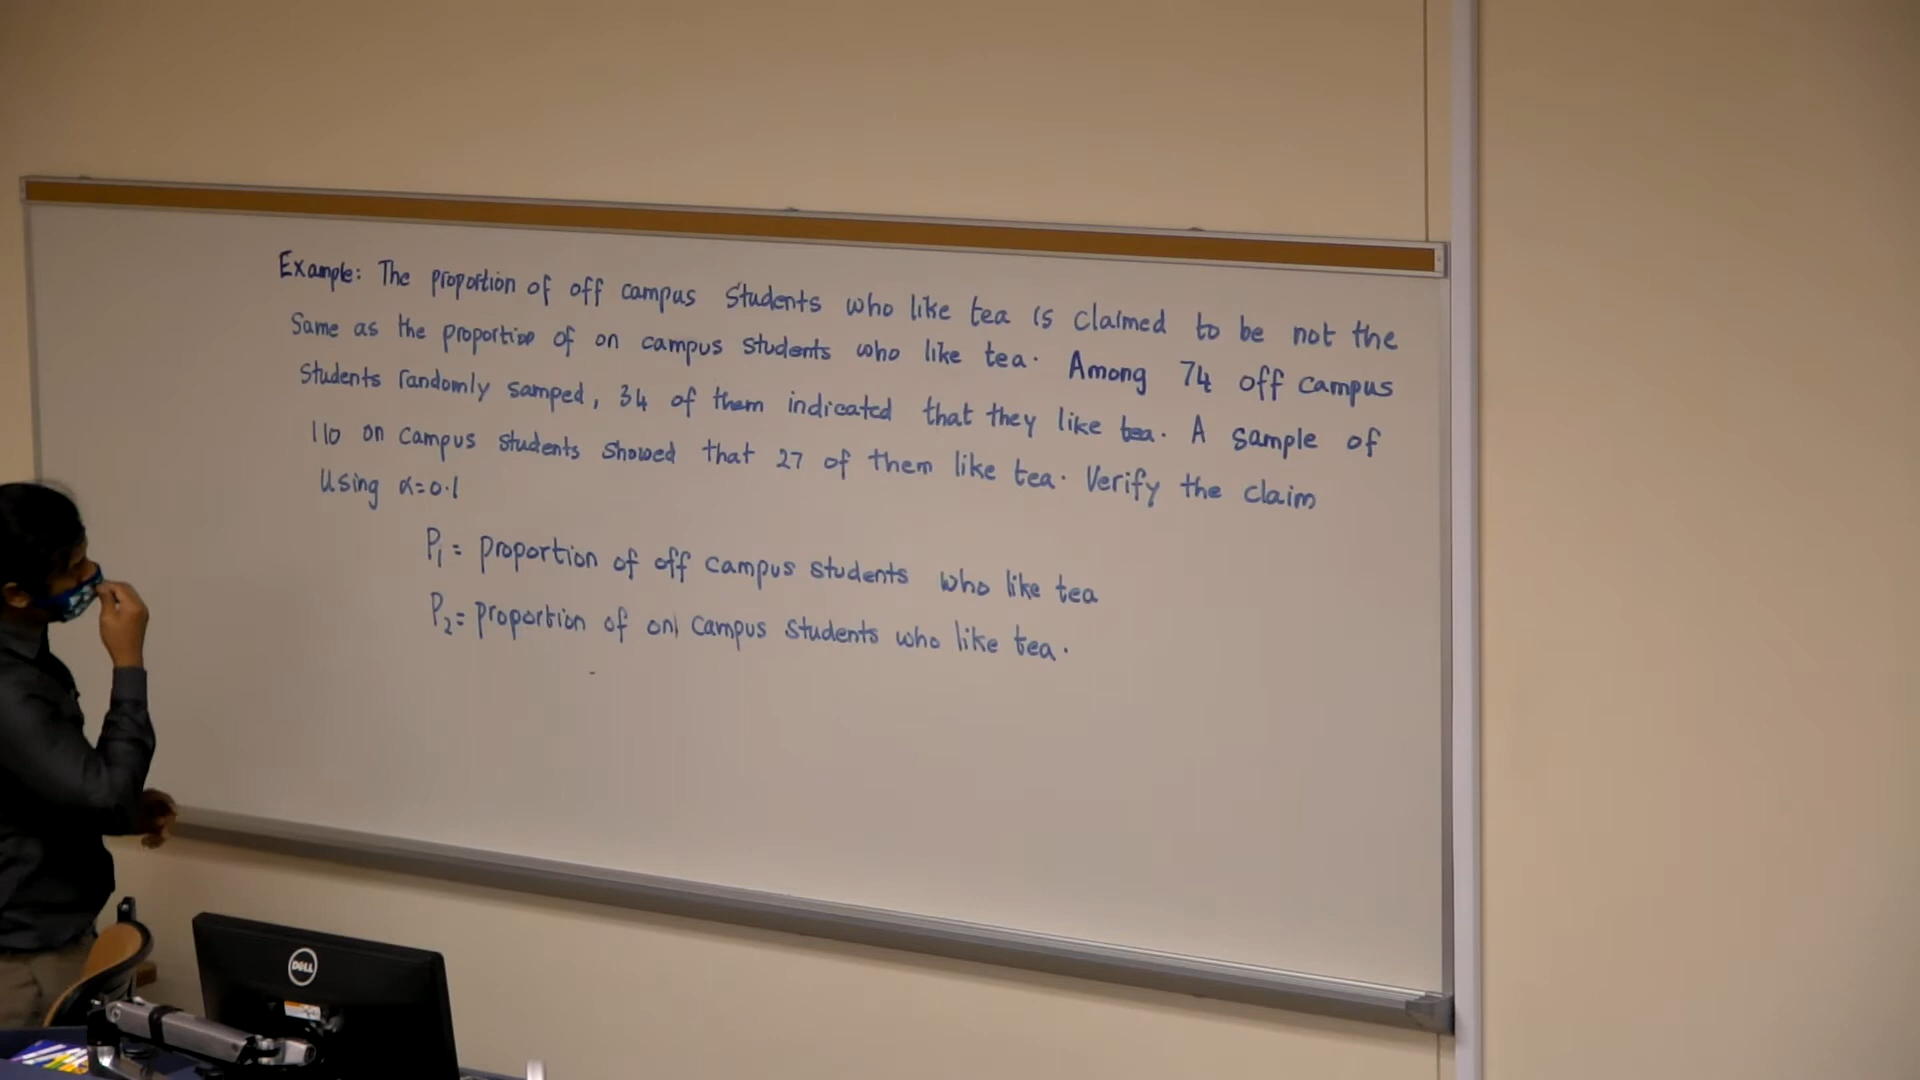 Example: The proportion of off campus Students who like tea is claimed to be not the
Same as the proportion of on campus students who like tea. Among 74 off campus
Students randomly samped, 34 of them indicated that they like tea. A sample of
110 on campus students showed that 27 of them like tea. Verify the claim
Using α=0.1
P₁ = proportion of off campus students who like tea
P₂ = proportion of on campus students who like tea.
DELL